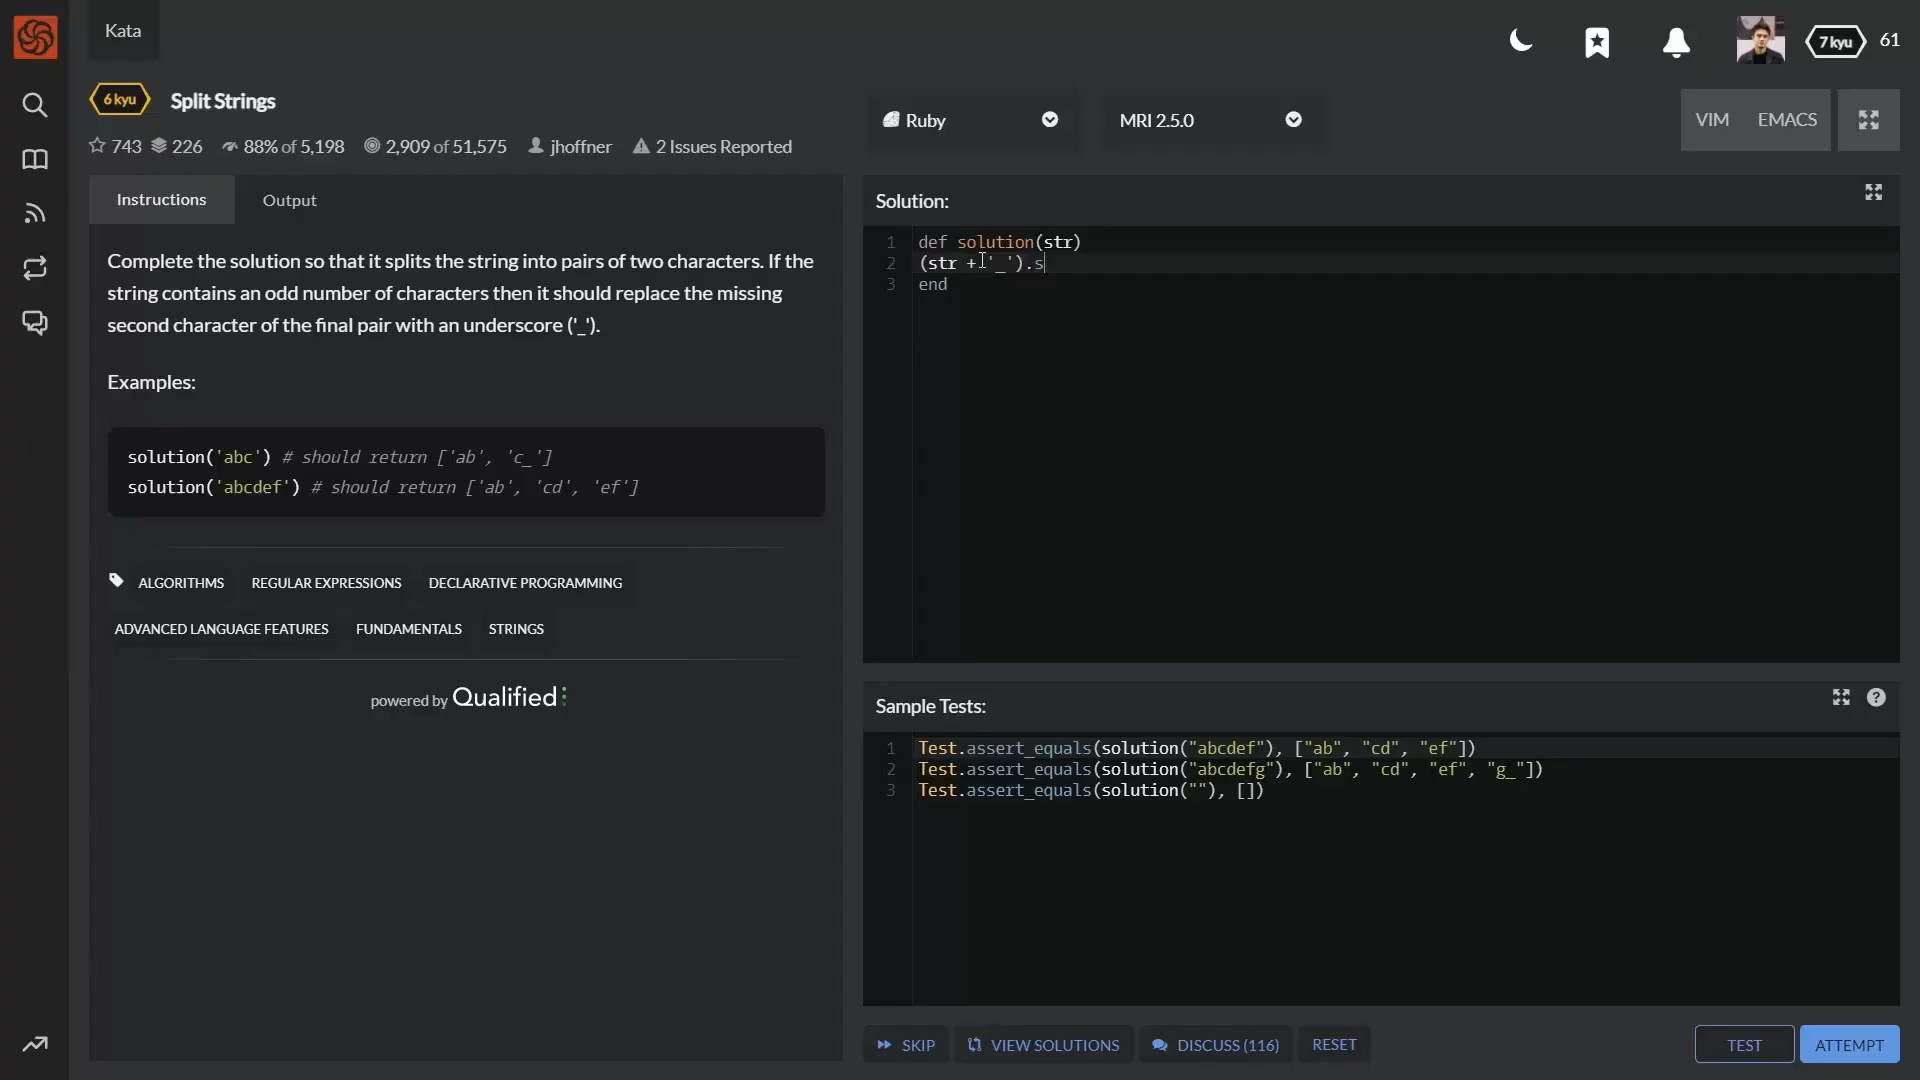 Kata
7 kyu 61
6 kyu Split Strings
743 226 88% of 5,198 2,909 of 51,575 jhoffner 2 Issues Reported
Ruby MRI 2.5.0 VIM EMACS
Instructions Output
Complete the solution so that it splits the string into pairs of two characters. If the
string contains an odd number of characters then it should replace the missing
second character of the final pair with an underscore ('_').
Examples:
solution('abc') # should return ['ab', 'c_']
solution('abcdef') # should return ['ab', 'cd', 'ef']
ALGORITHMS REGULAR EXPRESSIONS DECLARATIVE PROGRAMMING
ADVANCED LANGUAGE FEATURES FUNDAMENTALS STRINGS
powered by Qualified
Solution:
1 def solution(str)
2 (str + '_').s
3 end
Sample Tests:
1 Test.assert_equals(solution("abcdef"), ["ab", "cd", "ef"])
2 Test.assert_equals(solution("abcdefg"), ["ab", "cd", "ef", "g_"])
3 Test.assert_equals(solution(""), [])
SKIP VIEW SOLUTIONS DISCUSS (116) RESET TEST ATTEMPT